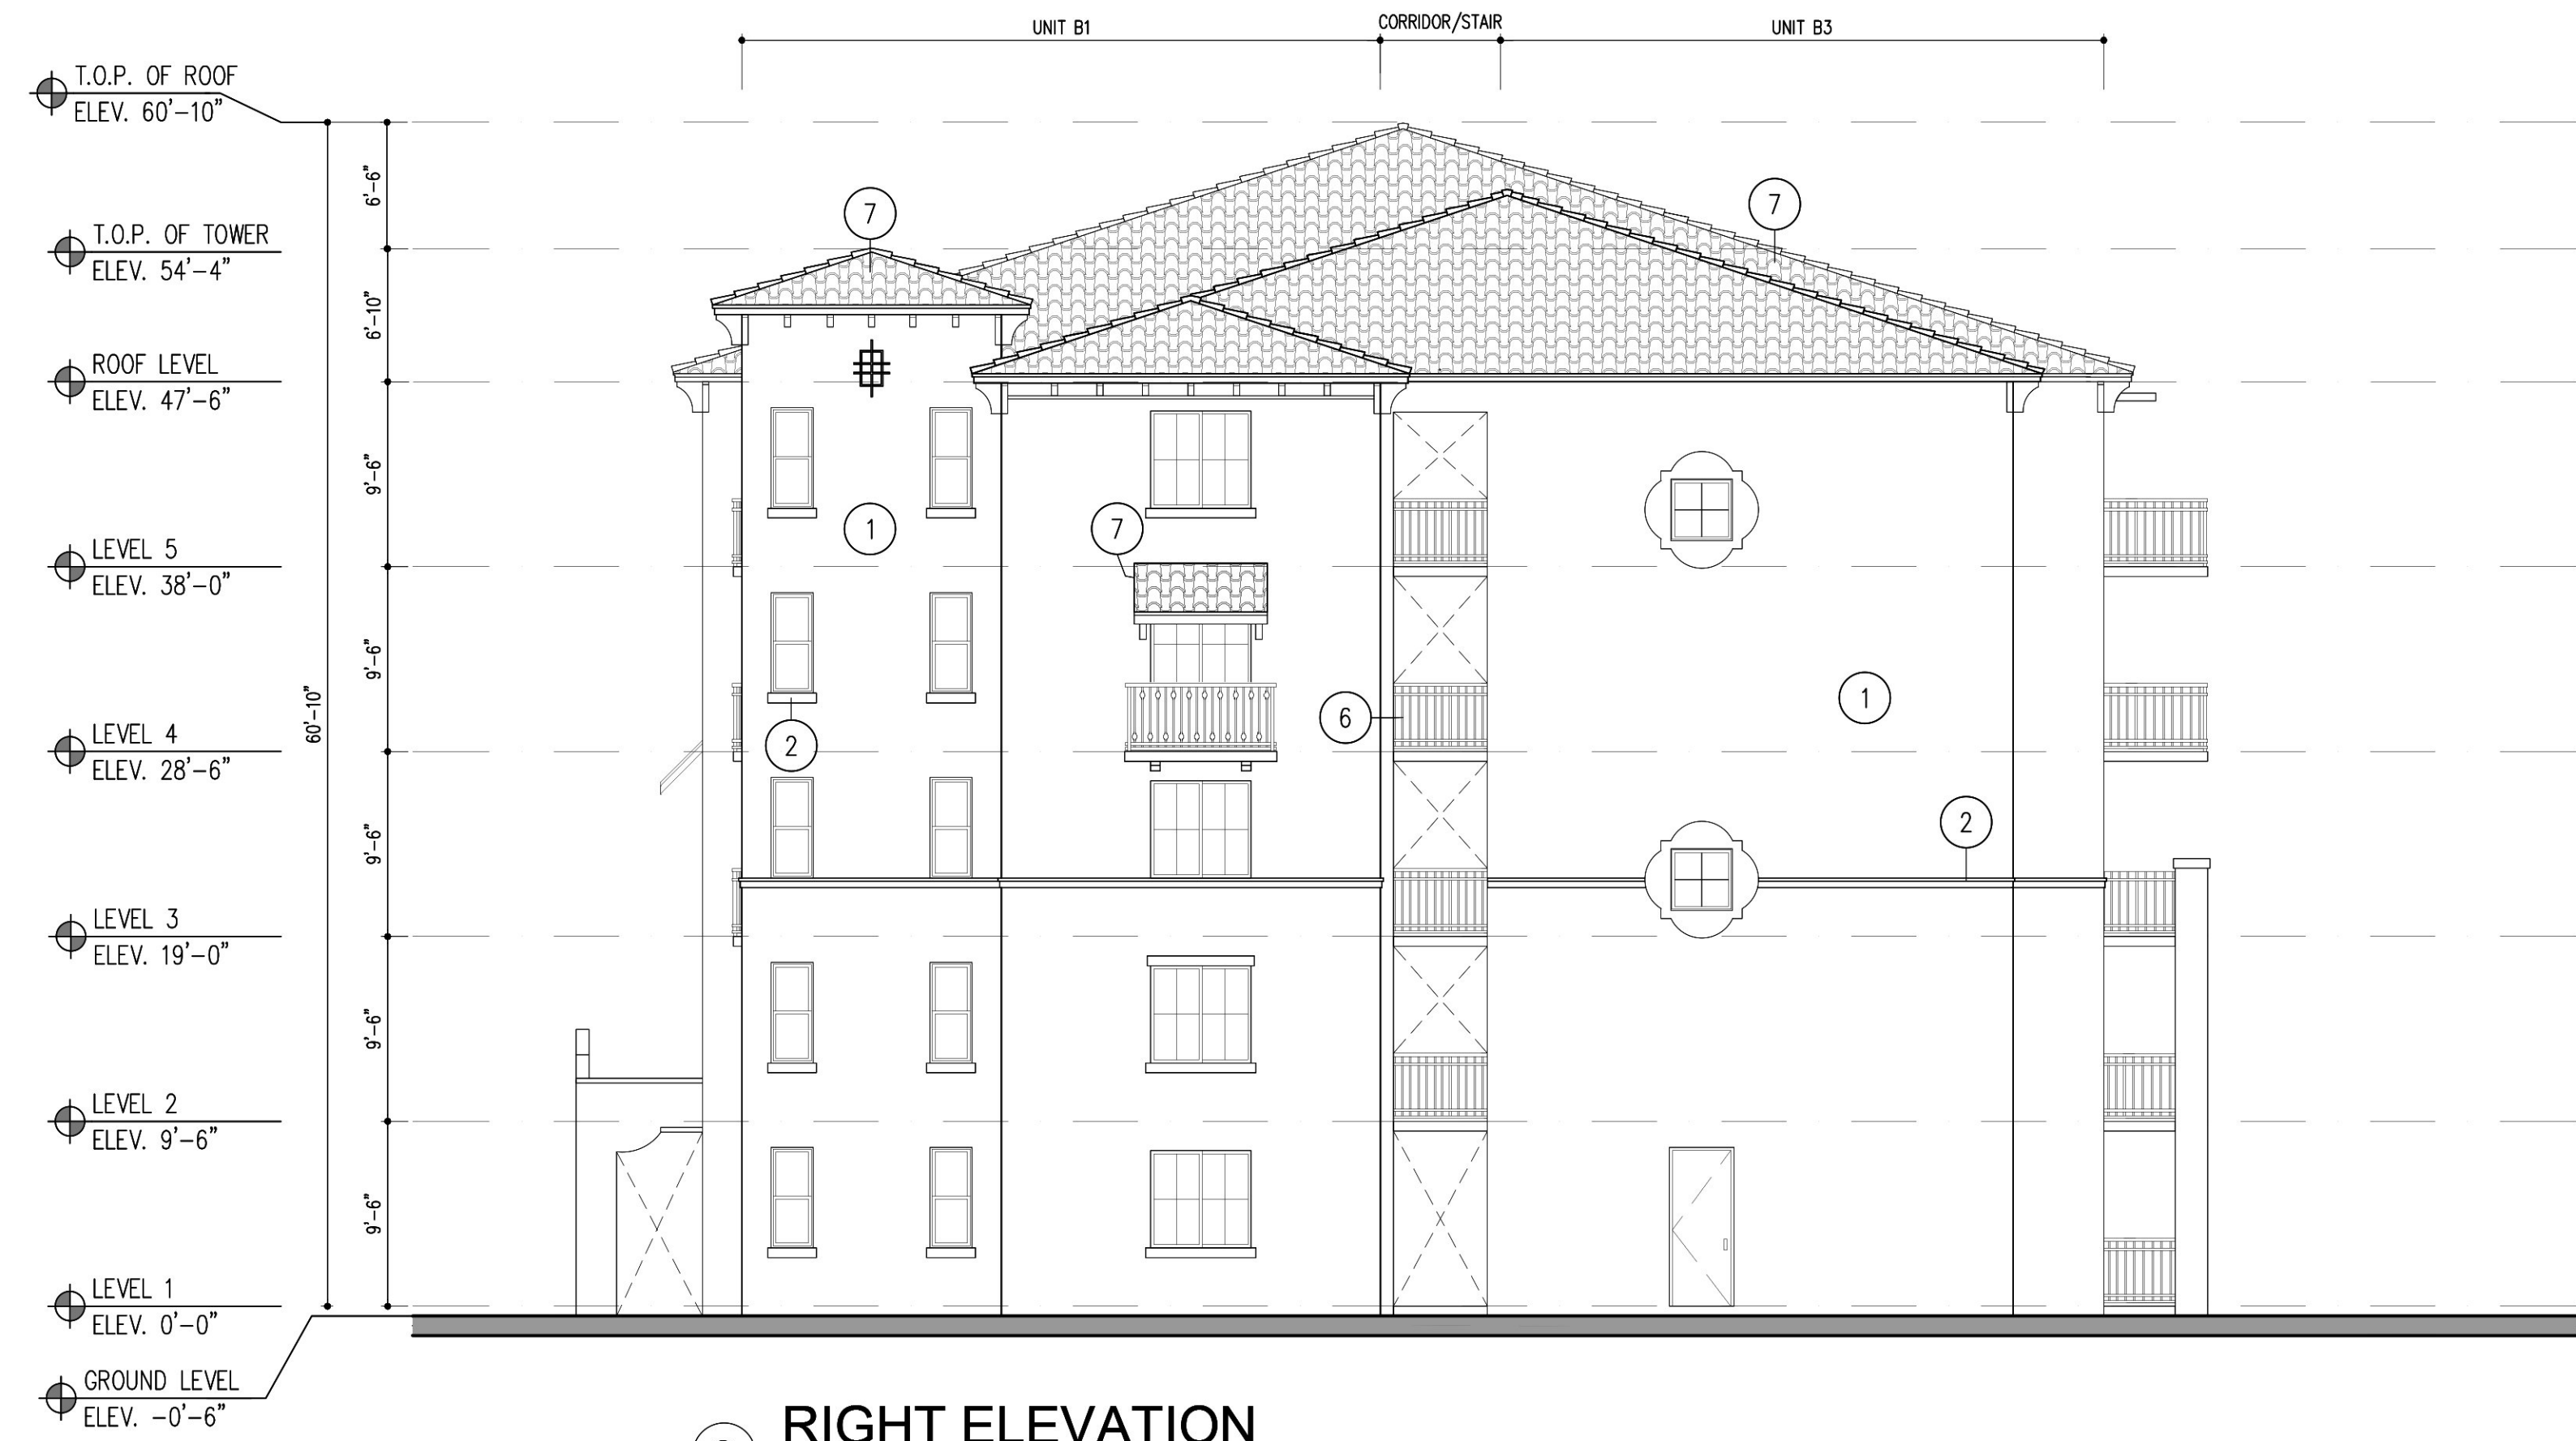 UNIT B1
CORRIDOR/STAIR
UNIT B3
T.O.P. OF ROOF
ELEV. 60'-10"
T.O.P. OF TOWER
ELEV. 54'-4"
ROOF LEVEL
ELEV. 47'-6"
LEVEL 5
ELEV. 38'-0"
LEVEL 4
ELEV. 28'-6"
LEVEL 3
ELEV. 19'-0"
LEVEL 2
ELEV. 9'-6"
LEVEL 1
ELEV. 0'-0"
GROUND LEVEL
ELEV. -0'-6"
60'-10"
6'-6"
6'-10"
9'-6"
9'-6"
9'-6"
9'-6"
9'-6"
7
7
1
7
2
6
1
2
RIGHT ELEVATION